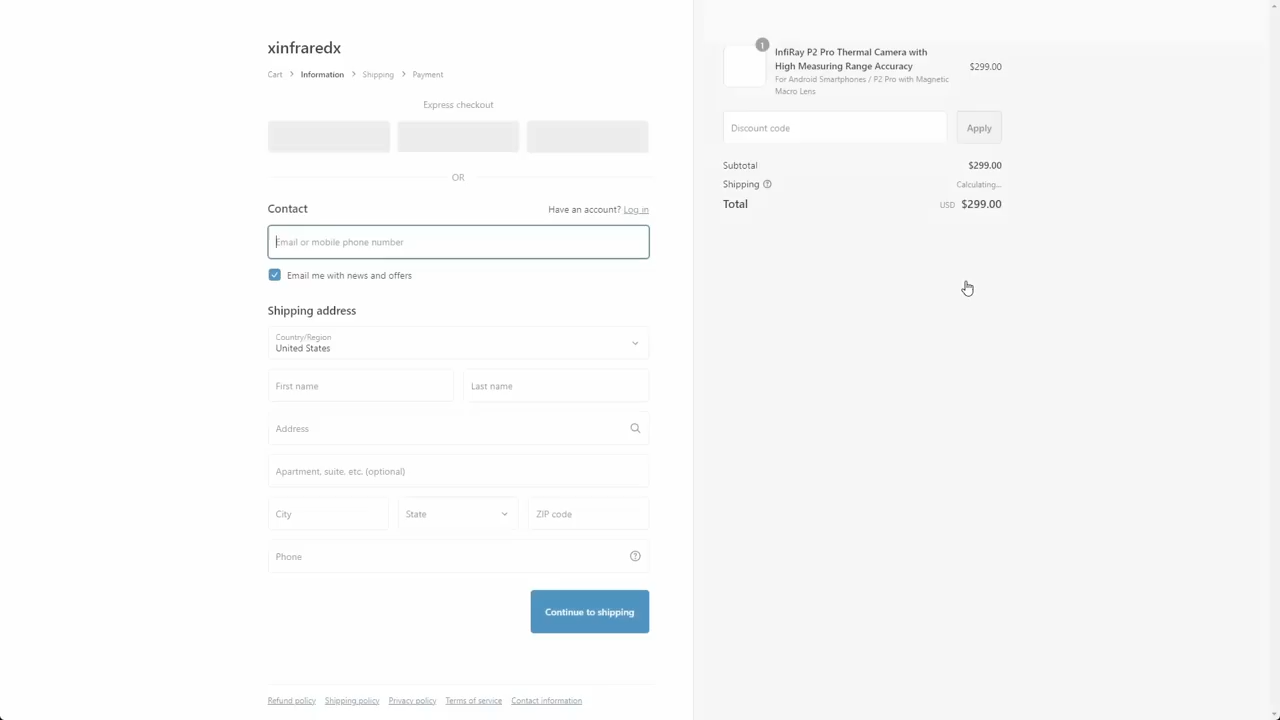 xinfraredx
Cart > Information > Shipping > Payment
Express checkout
OR
Contact
Have an account? Log in
Email or mobile phone number
Email me with news and offers
Shipping address
Country/Region
United States
First name
Last name
Address
Apartment, suite, etc. (optional)
City
State
ZIP code
Phone
Continue to shipping
Refund policy
Shipping policy
Privacy policy
Terms of service
Contact information
1
InfiRay P2 Pro Thermal Camera with
High Measuring Range Accuracy
$299.00
For Android Smartphones / P2 Pro with Magnetic
Macro Lens
Discount code
Apply
Subtotal
$299.00
Shipping
Calculating...
Total
USD $299.00